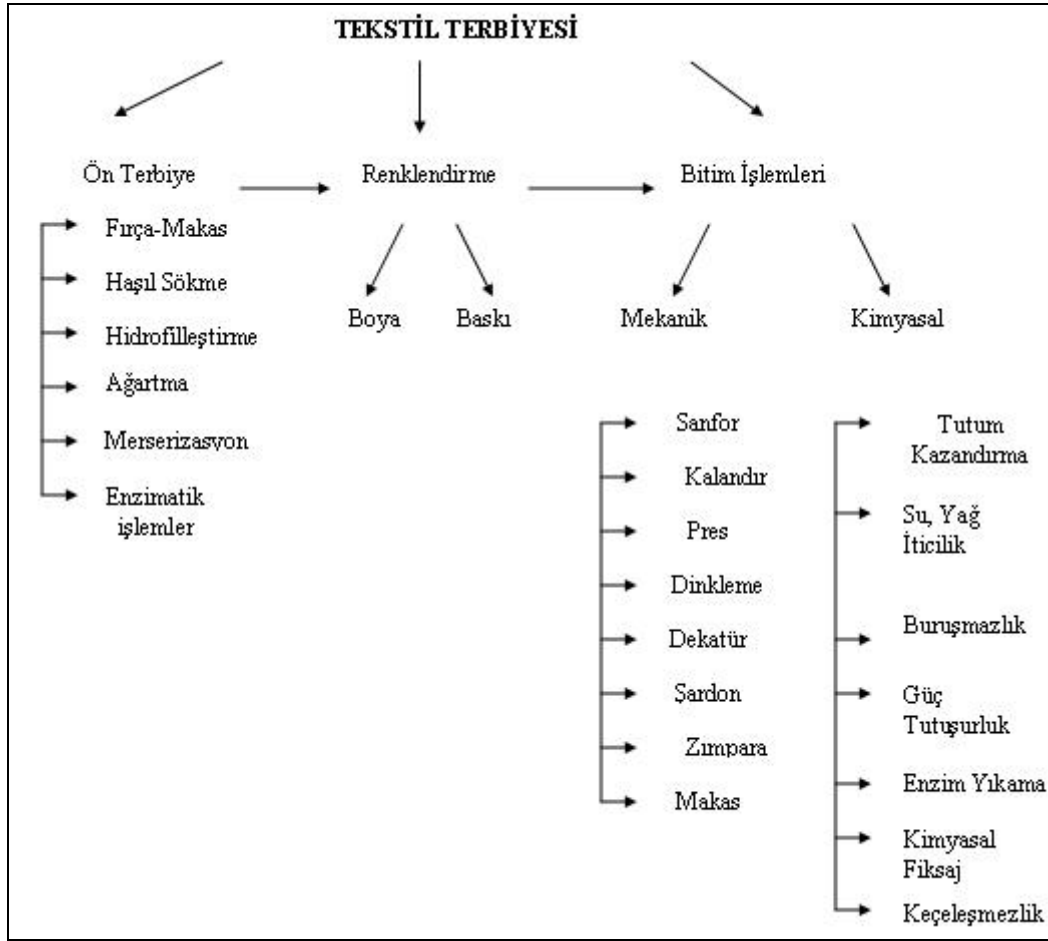 TEKSTİL TERBİYESİ
Ön Terbiye
Renklendirme
Bitim İşlemleri
Fırça-Makas
Haşıl Sökme
Hidrofilleştirme
Ağartma
Merserizasyon
Enzimatik
işlemler
Boya
Baskı
Mekanik
Kimyasal
Sanfor
Kalandır
Pres
Dinkleme
Dekatür
Şardon
Zımpara
Makas
Tutum
Kazandırma
Su, Yağ
İticilik
Buruşmazlık
Güç
Tutuşurluk
Enzim Yıkama
Kimyasal
Fiksaj
Keçeleşmezlik